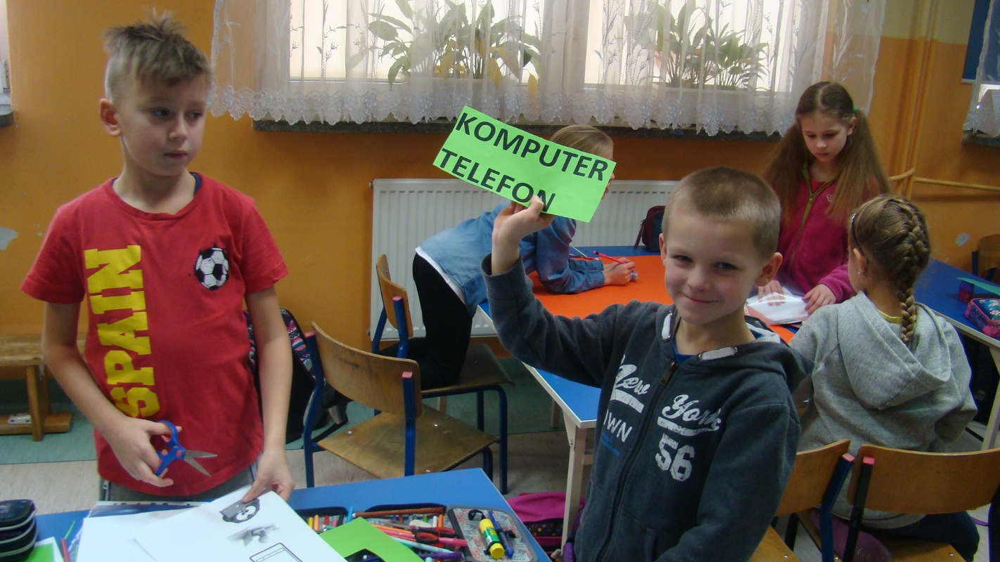 KOMPUTER
TELEFON
SPAIN
New York
56